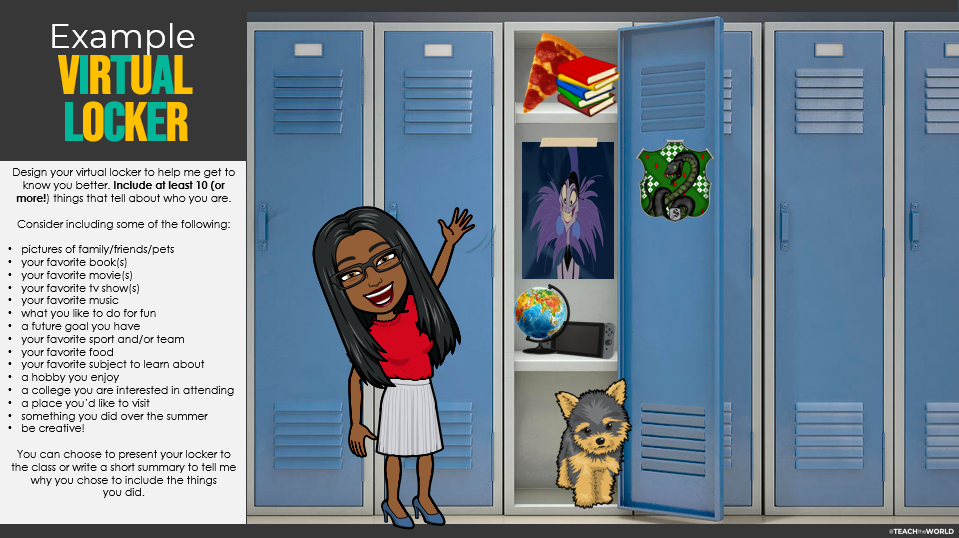 Example
VIRTUAL
LOCKER
Design your virtual locker to help me get to
know you better. Include at least 10 (or
more!) things that tell about who you are.
Consider including some of the following:
• pictures of family/friends/pets
• your favorite book(s)
• your favorite movie(s)
• your favorite tv show(s)
• your favorite music
• what you like to do for fun
• a future goal you have
• your favorite sport and/or team
• your favorite food
• your favorite subject to learn about
• a hobby you enjoy
• a college you are interested in attending
• a place you'd like to visit
• something you did over the summer
• be creative!
You can choose to present your locker to
the class or write a short summary to tell me
why you chose to include the things
you did.
@TEACHtheWORLD